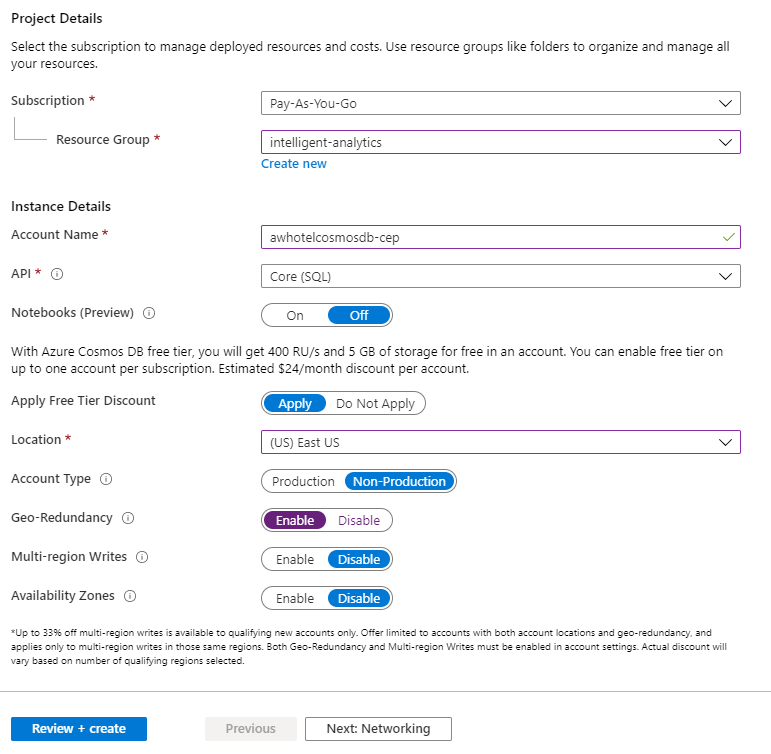 Project Details
Select the subscription to manage deployed resources and costs. Use resource groups like folders to organize and manage all
your resources.
Subscription *
Pay-As-You-Go
Resource Group *
intelligent-analytics
Create new
Instance Details
Account Name *
awhotelcosmosdb-cep
API *
Core (SQL)
Notebooks (Preview)
On Off
With Azure Cosmos DB free tier, you will get 400 RU/s and 5 GB of storage for free in an account. You can enable free tier on
up to one account per subscription. Estimated $24/month discount per account.
Apply Free Tier Discount
Apply Do Not Apply
Location *
(US) East US
Account Type
Production Non-Production
Geo-Redundancy
Enable Disable
Multi-region Writes
Enable Disable
Availability Zones
Enable Disable
*Up to 33% off multi-region writes is available to qualifying new accounts only. Offer limited to accounts with both account locations and geo-redundancy, and
applies only to multi-region writes in those same regions. Both Geo-Redundancy and Multi-region Writes must be enabled in account settings. Actual discount will
vary based on number of qualifying regions selected.
Review + create
Previous
Next: Networking